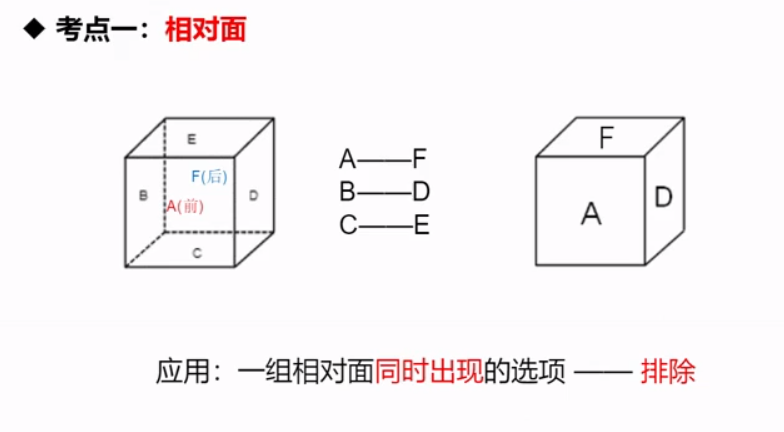 ◆ 考点一：相对面
E
F(后)
B
A(前)
D
C
A——F
B——D
C——E
F
A
D
应用：一组相对面同时出现的选项 —— 排除